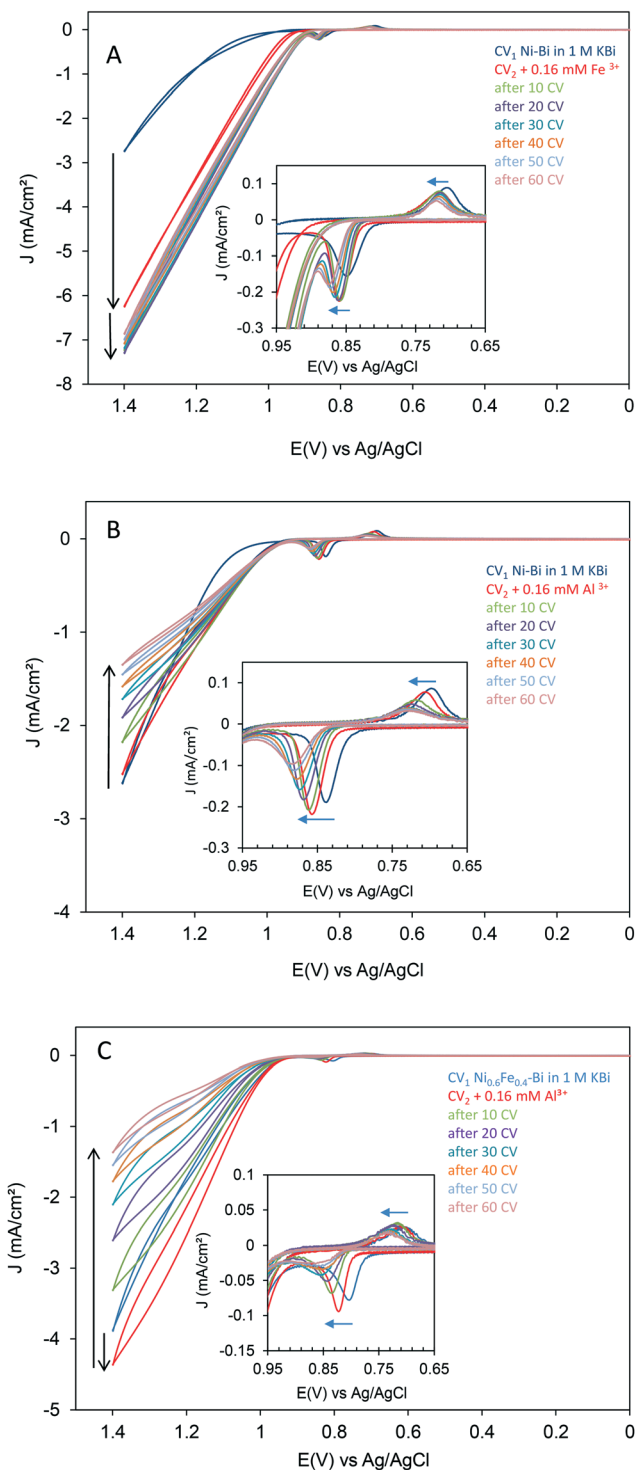 A
0
-1
-2
-3
-4
-5
-6
-7
-8
J (mA/cm²)
CV₁ Ni-Bi in 1 M KBi
CV₂ + 0.16 mM Fe ³⁺
after 10 CV
after 20 CV
after 30 CV
after 40 CV
after 50 CV
after 60 CV
0.1
0
-0.1
-0.2
-0.3
J (mA/cm²)
0.95 0.85 0.75 0.65
E(V) vs Ag/AgCl
1.4 1.2 1 0.8 0.6 0.4 0.2 0
E(V) vs Ag/AgCl
B
0
-1
-2
-3
-4
J (mA/cm²)
CV₁ Ni-Bi in 1 M KBi
CV₂ + 0.16 mM Al ³⁺
after 10 CV
after 20 CV
after 30 CV
after 40 CV
after 50 CV
after 60 CV
0.1
0
-0.1
-0.2
-0.3
J (mA/cm²)
0.95 0.85 0.75 0.65
E(V) vs Ag/AgCl
1.4 1.2 1 0.8 0.6 0.4 0.2 0
E(V) vs Ag/AgCl
C
0
-1
-2
-3
-4
-5
J (mA/cm²)
CV₁ Ni₀.₆Fe₀.₄-Bi in 1 M KBi
CV₂ + 0.16 mM Al³⁺
after 10 CV
after 20 CV
after 30 CV
after 40 CV
after 50 CV
after 60 CV
0.1
0.05
0
-0.05
-0.1
-0.15
J (mA/cm²)
0.95 0.85 0.75 0.65
E(V) vs Ag/AgCl
1.4 1.2 1 0.8 0.6 0.4 0.2 0
E(V) vs Ag/AgCl